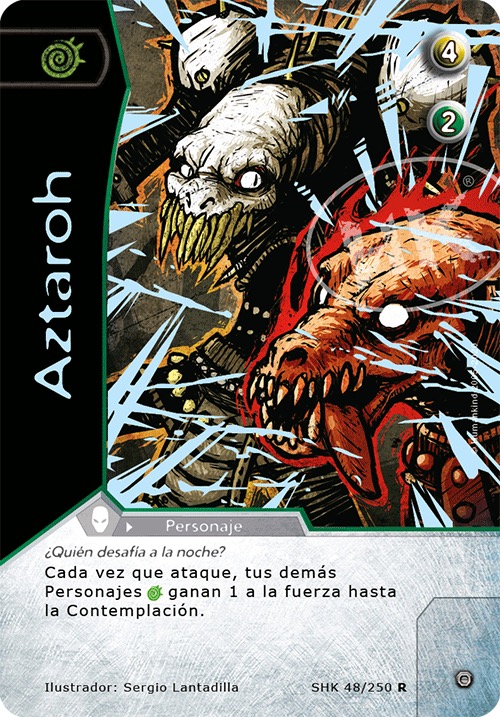 4
2
Aztaroh
Personaje
¿Quién desafía a la noche?
Cada vez que ataque, tus demás
Personajes ganan 1 a la fuerza hasta
la Contemplación.
Ilustrador: Sergio Lantadilla
SHK 48/250 R